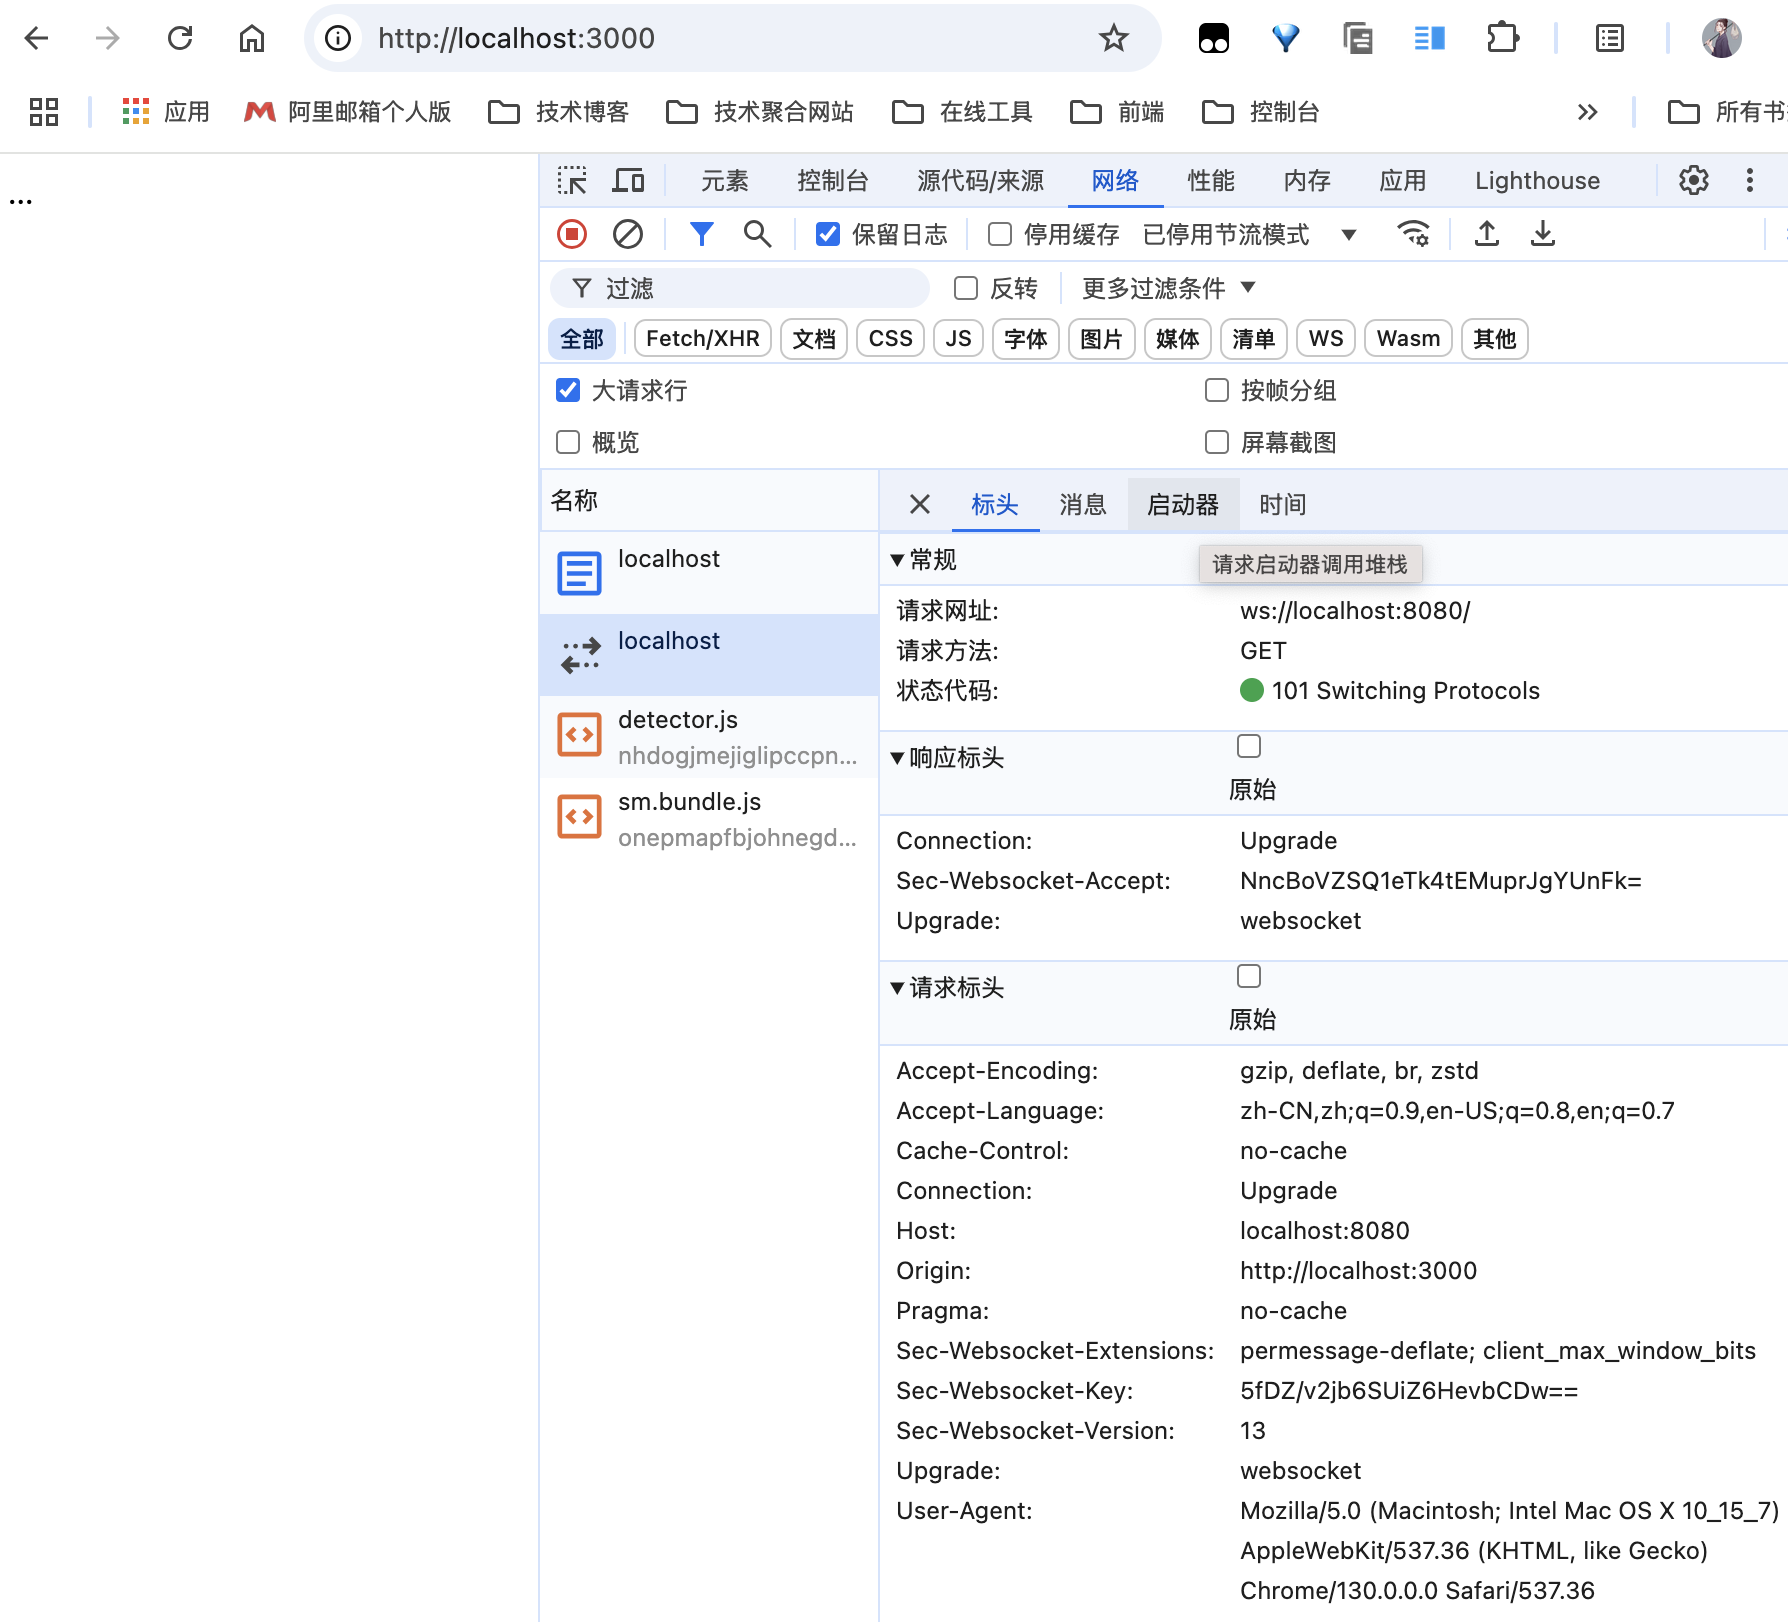 http://localhost:3000
应用
阿里邮箱个人版
技术博客
技术聚合网站
在线工具
前端
控制台
»
所有书
...
元素
控制台
源代码/来源
网络
性能
内存
应用
Lighthouse
保留日志
停用缓存
已停用节流模式
过滤
反转
更多过滤条件
全部
Fetch/XHR
文档
CSS
JS
字体
图片
媒体
清单
WS
Wasm
其他
大请求行
按帧分组
概览
屏幕截图
名称
标头
消息
启动器
时间
localhost
localhost
detector.js
nhdogjmejiglipccpn...
sm.bundle.js
onepmapfbjohnegd...
常规
请求启动器调用堆栈
请求网址:
ws://localhost:8080/
请求方法:
GET
状态代码:
101 Switching Protocols
响应标头
原始
Connection:
Upgrade
Sec-Websocket-Accept:
NncBoVZSQ1eTk4tEMuprJgYUnFk=
Upgrade:
websocket
请求标头
原始
Accept-Encoding:
gzip, deflate, br, zstd
Accept-Language:
zh-CN,zh;q=0.9,en-US;q=0.8,en;q=0.7
Cache-Control:
no-cache
Connection:
Upgrade
Host:
localhost:8080
Origin:
http://localhost:3000
Pragma:
no-cache
Sec-Websocket-Extensions:
permessage-deflate; client_max_window_bits
Sec-Websocket-Key:
5fDZ/v2jb6SUiZ6HevbCDw==
Sec-Websocket-Version:
13
Upgrade:
websocket
User-Agent:
Mozilla/5.0 (Macintosh; Intel Mac OS X 10_15_7)
AppleWebKit/537.36 (KHTML, like Gecko)
Chrome/130.0.0.0 Safari/537.36